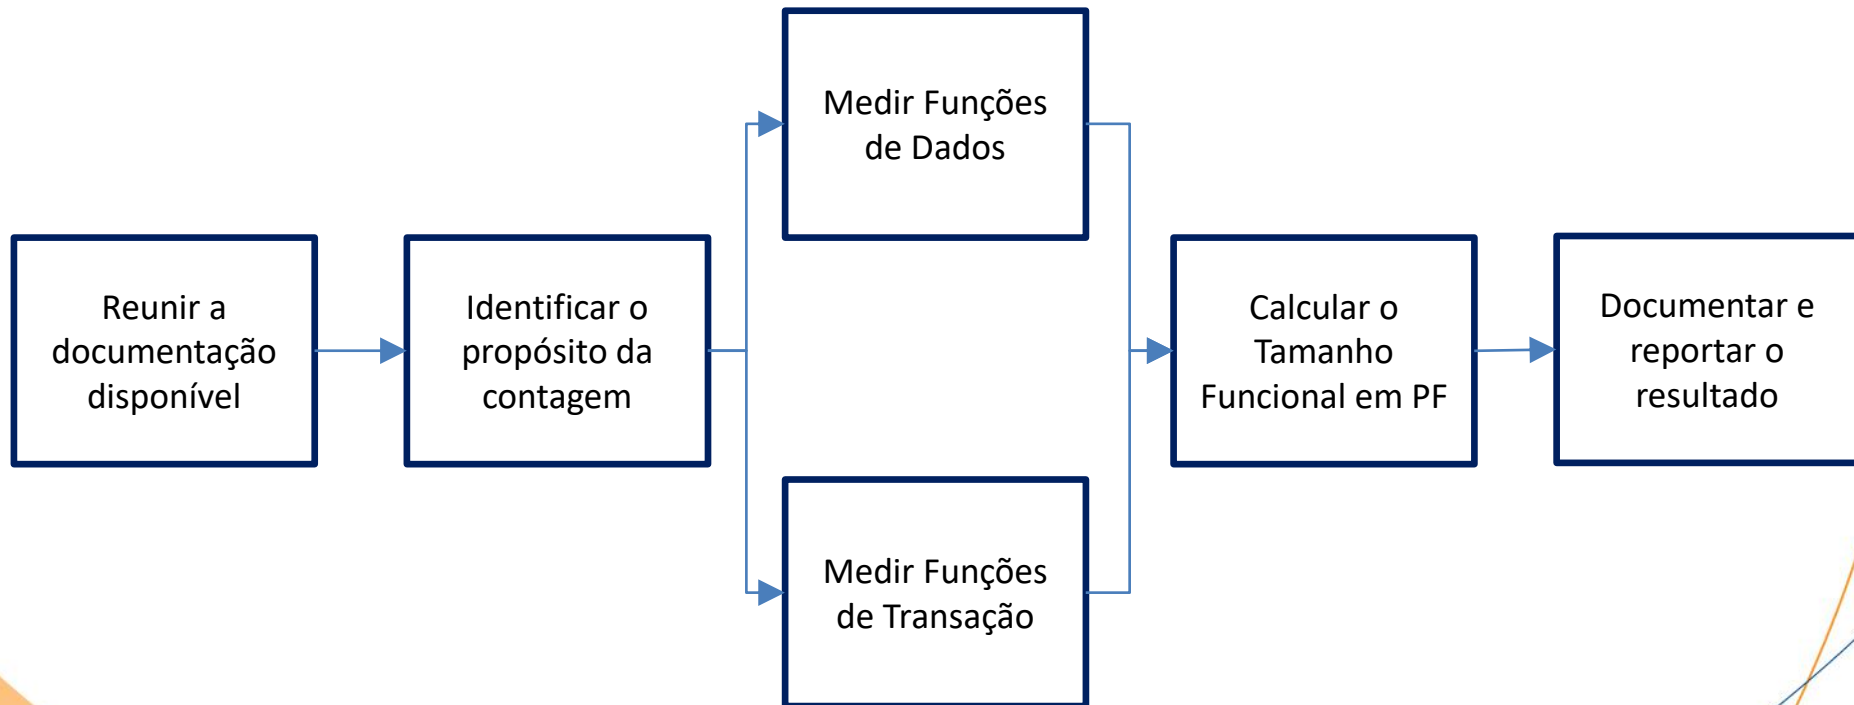 Reunir a
documentação
disponível
Identificar o
propósito da
contagem
Medir Funções
de Dados
Medir Funções
de Transação
Calcular o
Tamanho
Funcional em PF
Documentar e
reportar o
resultado